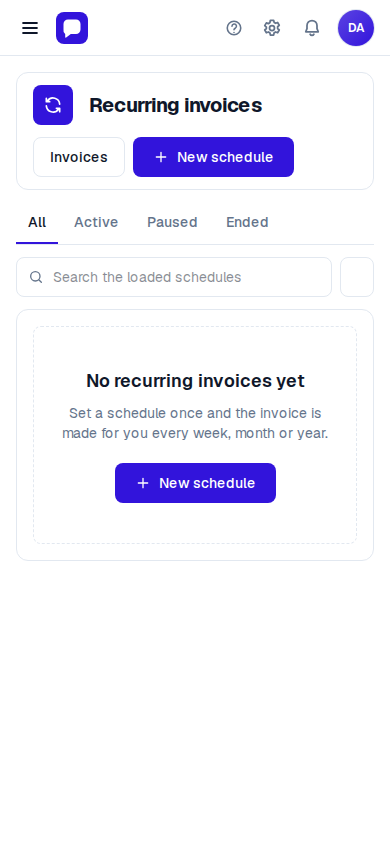 DA
Recurring invoices
Invoices
New schedule
All
Active
Paused
Ended
Search the loaded schedules
No recurring invoices yet
Set a schedule once and the invoice is
made for you every week, month or year.
New schedule